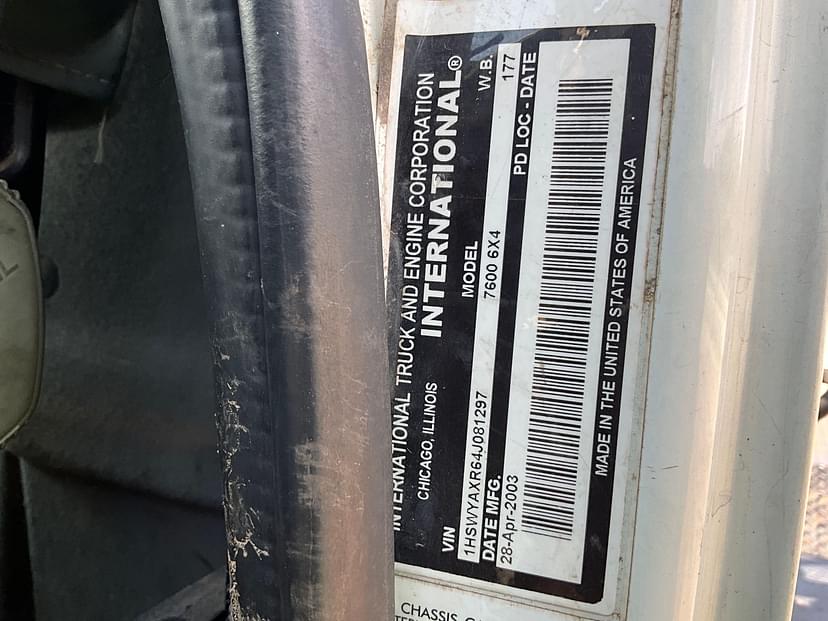 INTERNATIONAL TRUCK AND ENGINE CORPORATION
CHICAGO, ILLINOIS INTERNATIONAL®
VIN MODEL W.B.
1HSWYAXR64J081297 7600 6X4 177
DATE MFG. PD LOC - DATE
28-Apr-2003
MADE IN THE UNITED STATES OF AMERICA
CHASSIS